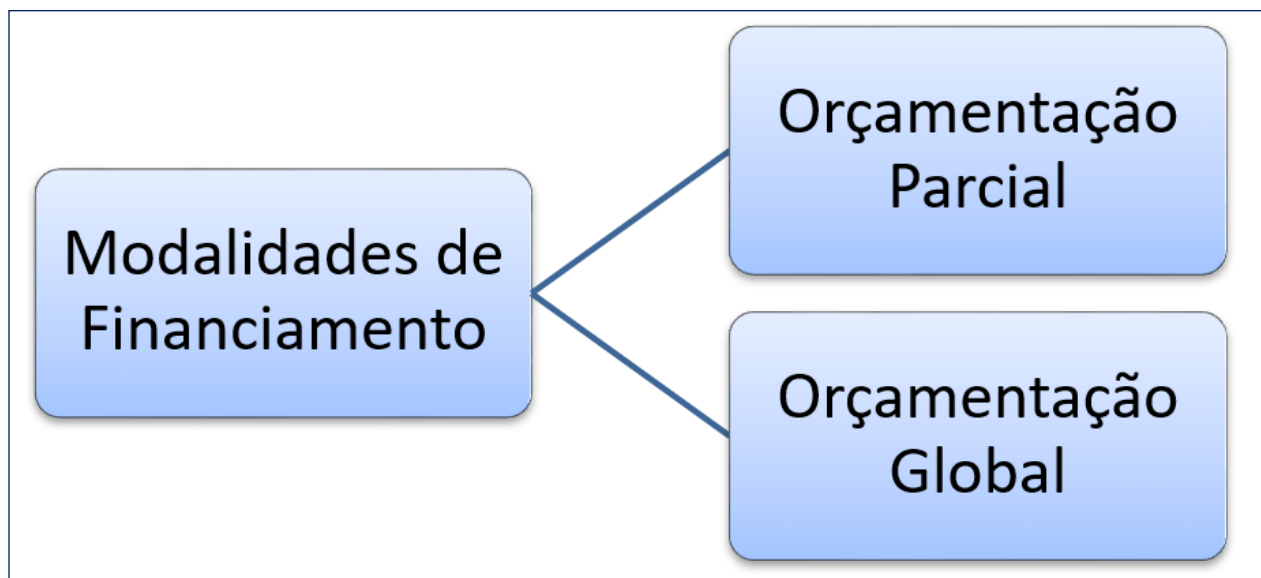 Modalidades de
Financiamento
Orçamentação
Parcial
Orçamentação
Global